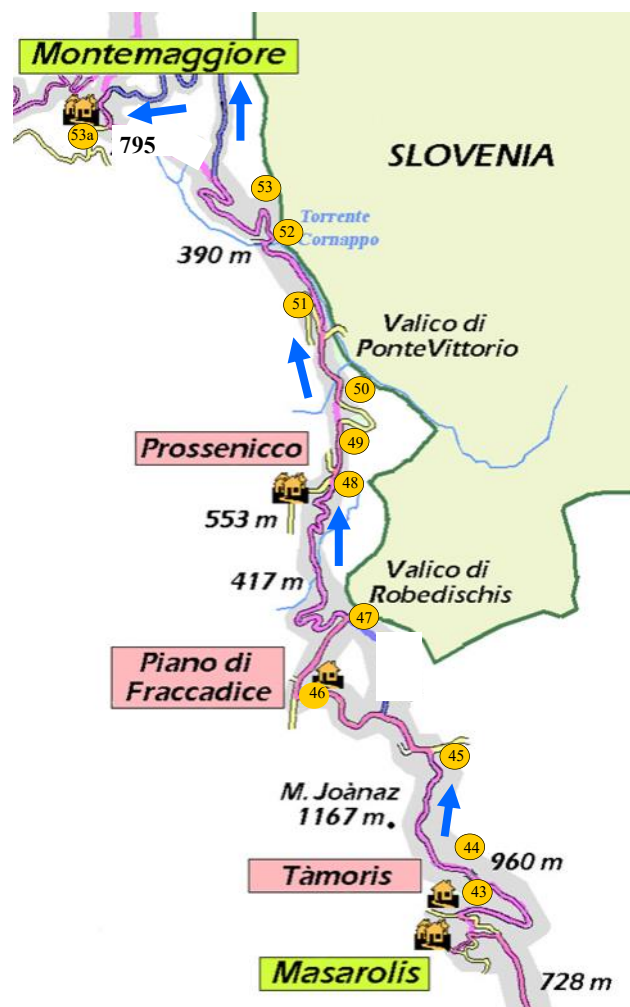 Montemaggiore
53a
795
SLOVENIA
53
52
Torrente
Cornappo
390 m
51
Valico di
PonteVittorio
50
Prossenicco
49
48
553 m
417 m
Valico di
Robedischis
47
Piano di
Fraccadice
46
45
M. Joànaz
1167 m.
44
960 m
Tàmoris
43
Masarolis
728 m